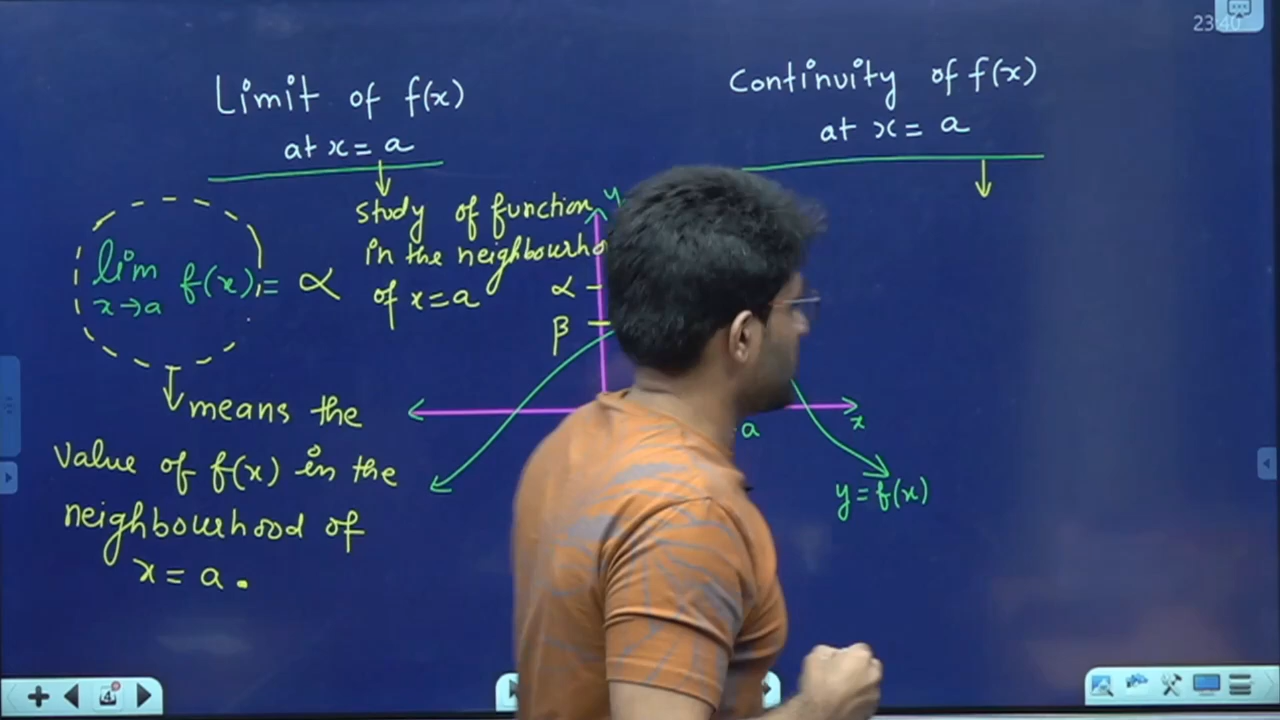 23:40
Limit of f(x)
at x = a
Continuity of f(x)
at x = a
study of function
in the
of x = a
lim f(x) = α
x→a
means the
value of f(x) in the
neighbourhood of
x = a.
y
α
β
x
a
y = f(x)
4